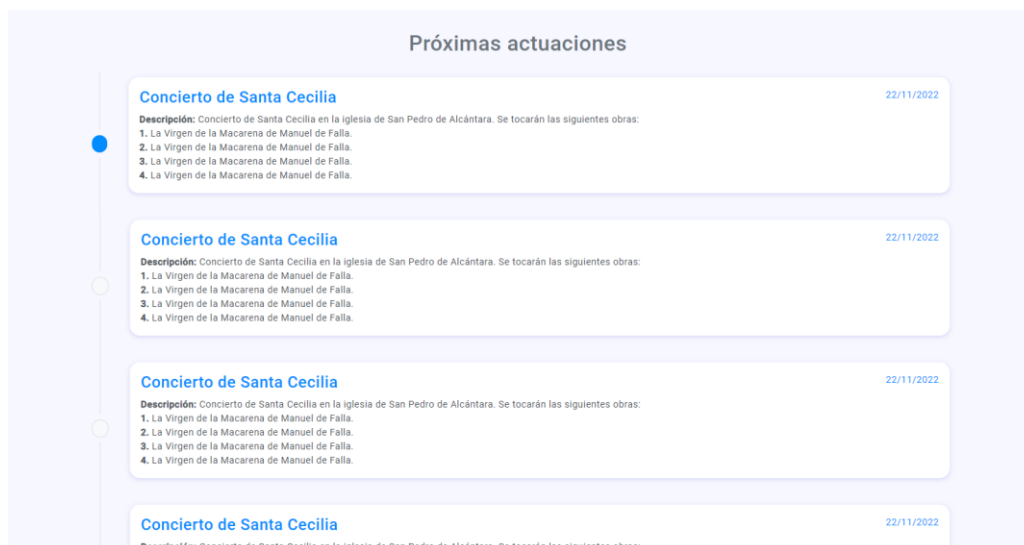 Próximas actuaciones
Concierto de Santa Cecilia 22/11/2022
Descripción: Concierto de Santa Cecilia en la iglesia de San Pedro de Alcántara. Se tocarán las siguientes obras:
1. La Virgen de la Macarena de Manuel de Falla.
2. La Virgen de la Macarena de Manuel de Falla.
3. La Virgen de la Macarena de Manuel de Falla.
4. La Virgen de la Macarena de Manuel de Falla.
Concierto de Santa Cecilia 22/11/2022
Descripción: Concierto de Santa Cecilia en la iglesia de San Pedro de Alcántara. Se tocarán las siguientes obras:
1. La Virgen de la Macarena de Manuel de Falla.
2. La Virgen de la Macarena de Manuel de Falla.
3. La Virgen de la Macarena de Manuel de Falla.
4. La Virgen de la Macarena de Manuel de Falla.
Concierto de Santa Cecilia 22/11/2022
Descripción: Concierto de Santa Cecilia en la iglesia de San Pedro de Alcántara. Se tocarán las siguientes obras:
1. La Virgen de la Macarena de Manuel de Falla.
2. La Virgen de la Macarena de Manuel de Falla.
3. La Virgen de la Macarena de Manuel de Falla.
4. La Virgen de la Macarena de Manuel de Falla.
Concierto de Santa Cecilia 22/11/2022